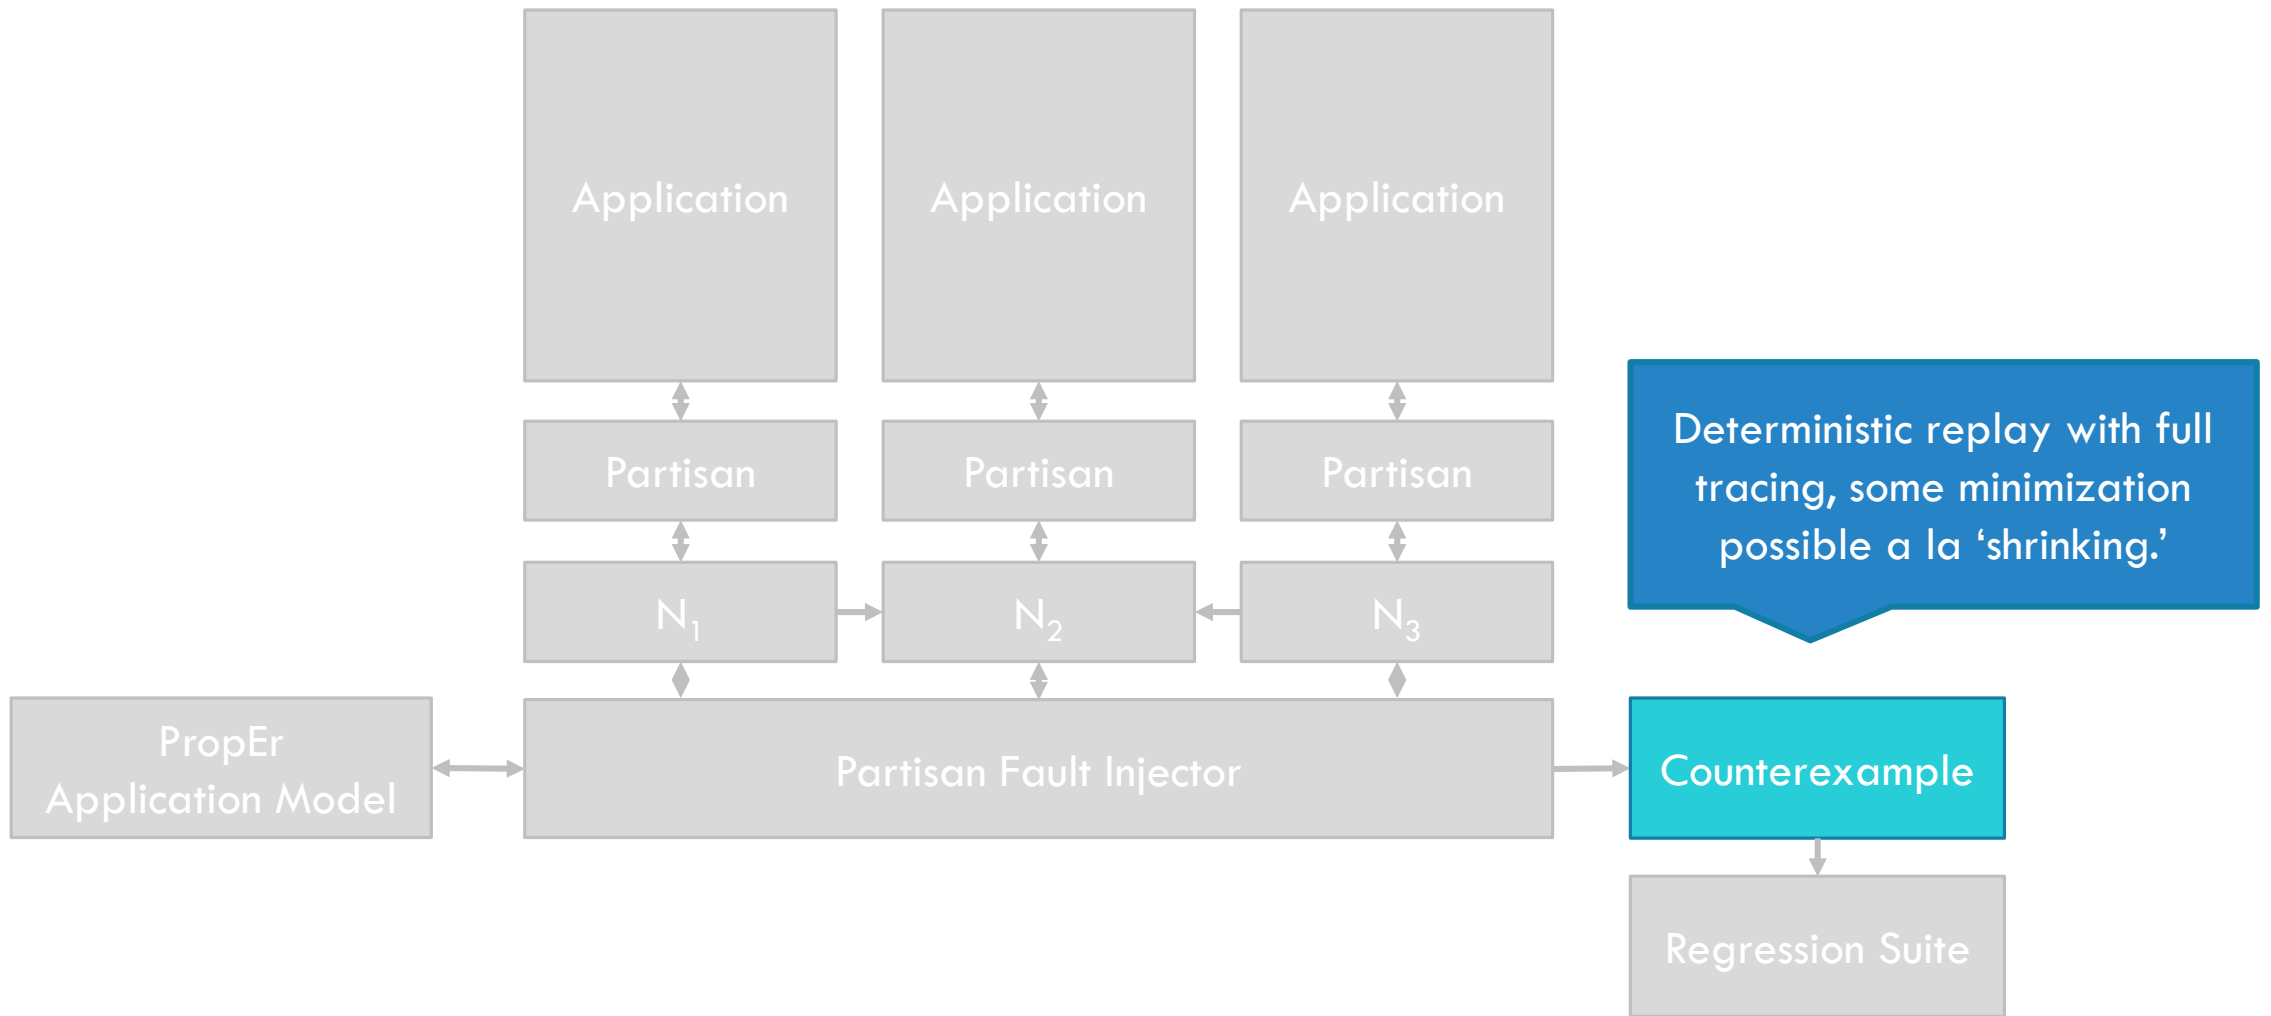 Application
Application
Application
Partisan
Partisan
Partisan
Deterministic replay with full
tracing, some minimization
possible a la ‘shrinking.’
N₁
N₂
N₃
PropEr
Application Model
Partisan Fault Injector
Counterexample
Regression Suite